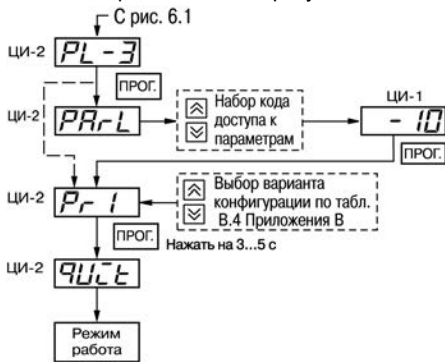 С рис. 6.1
ЦИ-2 PL-3
ПРОГ.
ЦИ-2 PArL
Набор кода
доступа к
параметрам
ЦИ-1
-10
ПРОГ.
ЦИ-2 Pr1
Выбор варианта
конфигурации по табл.
В.4 Приложения В
ПРОГ. Нажать на 3...5 с
ЦИ-2 quit
Режим
работа